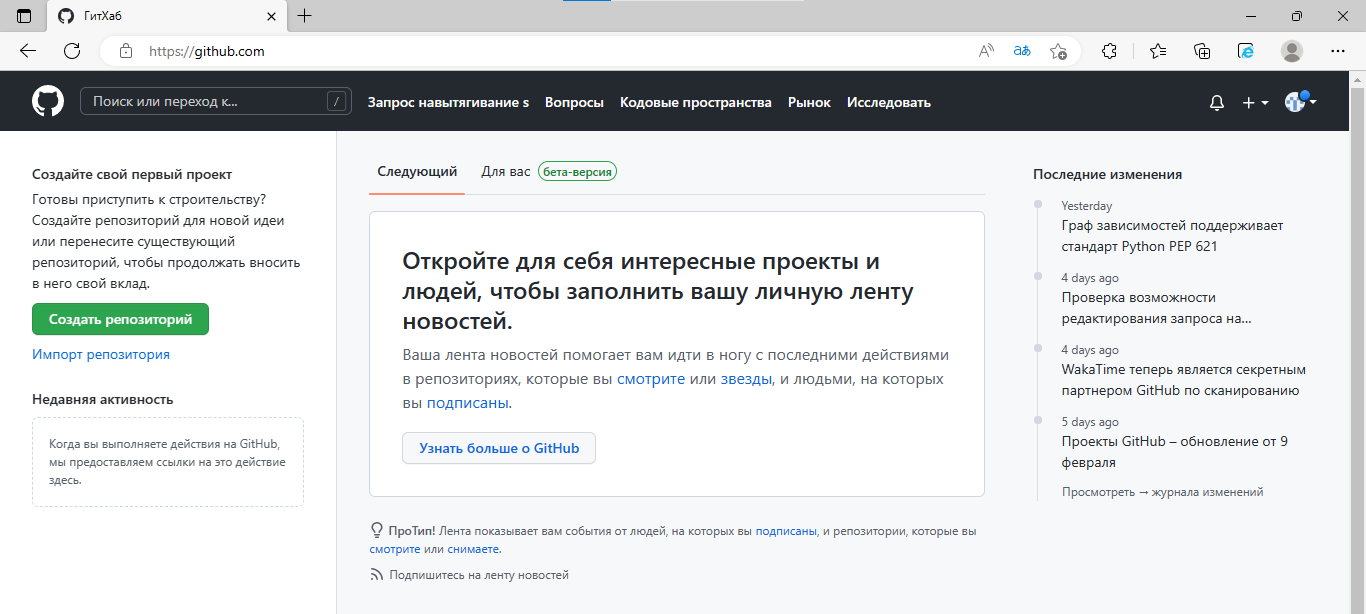 ГитХаб
https://github.com
Поиск или переход к... /
Запрос навытягивание s Вопросы Кодовые пространства Рынок Исследовать
Создайте свой первый проект
Готовы приступить к строительству?
Создайте репозиторий для новой идеи
или перенесите существующий
репозиторий, чтобы продолжать вносить
в него свой вклад.
Создать репозиторий
Импорт репозитория
Недавняя активность
Когда вы выполняете действия на GitHub,
мы предоставляем ссылки на это действие
здесь.
Следующий Для вас бета-версия
Откройте для себя интересные проекты и
людей, чтобы заполнить вашу личную ленту
новостей.
Ваша лента новостей помогает вам идти в ногу с последними действиями
в репозиториях, которые вы смотрите или звезды, и людьми, на которых
вы подписаны.
Узнать больше о GitHub
ПроТип! Лента показывает вам события от людей, на которых вы подписаны, и репозитории, которые вы
смотрите или снимаете.
Подпишитесь на ленту новостей
Последние изменения
Yesterday
Граф зависимостей поддерживает
стандарт Python PEP 621
4 days ago
Проверка возможности
редактирования запроса на...
4 days ago
WakaTime теперь является секретным
партнером GitHub по сканированию
5 days ago
Проекты GitHub – обновление от 9
февраля
Просмотреть → журнала изменений